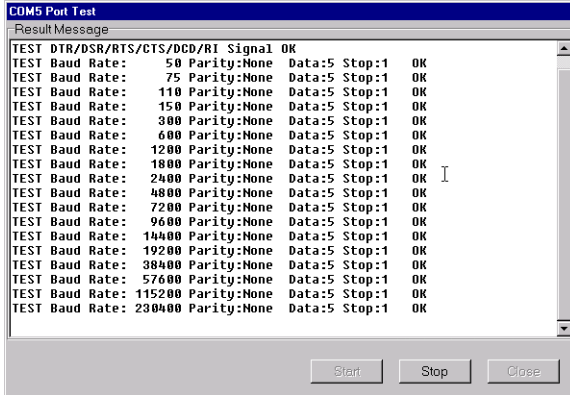 COM5 Port Test
Result Message
TEST DTR/DSR/RTS/CTS/DCD/RI Signal OK
TEST Baud Rate: 50 Parity:None Data:5 Stop:1 OK
TEST Baud Rate: 75 Parity:None Data:5 Stop:1 OK
TEST Baud Rate: 110 Parity:None Data:5 Stop:1 OK
TEST Baud Rate: 150 Parity:None Data:5 Stop:1 OK
TEST Baud Rate: 300 Parity:None Data:5 Stop:1 OK
TEST Baud Rate: 600 Parity:None Data:5 Stop:1 OK
TEST Baud Rate: 1200 Parity:None Data:5 Stop:1 OK
TEST Baud Rate: 1800 Parity:None Data:5 Stop:1 OK
TEST Baud Rate: 2400 Parity:None Data:5 Stop:1 OK
TEST Baud Rate: 4800 Parity:None Data:5 Stop:1 OK
TEST Baud Rate: 7200 Parity:None Data:5 Stop:1 OK
TEST Baud Rate: 9600 Parity:None Data:5 Stop:1 OK
TEST Baud Rate: 14400 Parity:None Data:5 Stop:1 OK
TEST Baud Rate: 19200 Parity:None Data:5 Stop:1 OK
TEST Baud Rate: 38400 Parity:None Data:5 Stop:1 OK
TEST Baud Rate: 57600 Parity:None Data:5 Stop:1 OK
TEST Baud Rate: 115200 Parity:None Data:5 Stop:1 OK
TEST Baud Rate: 230400 Parity:None Data:5 Stop:1 OK
Start Stop Close